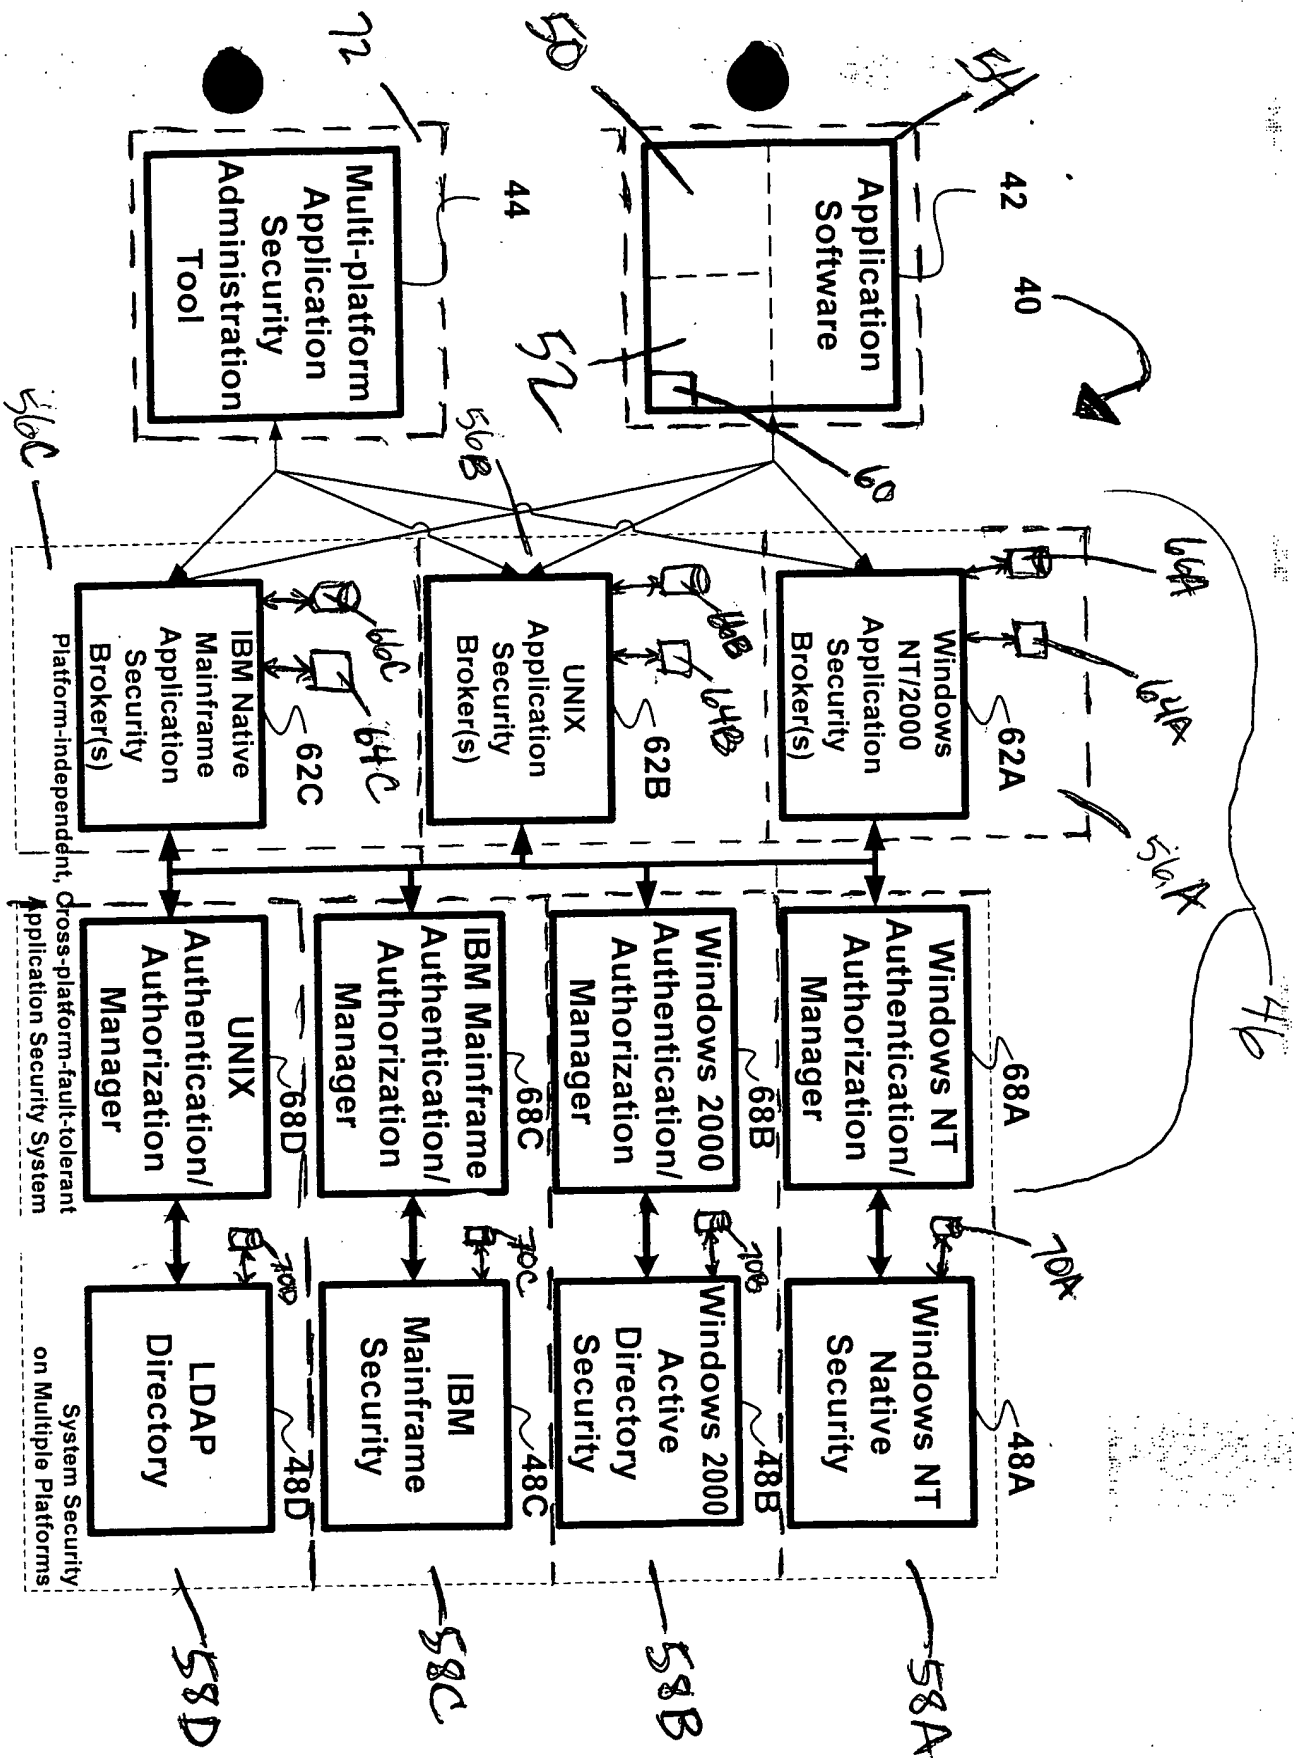 40
54
42
Application
Software
50
52
60
72
44
Multi-platform
Application
Security
Administration
Tool
46
66A
64A
56A
62A
Windows
NT/2000
Application
Security
Broker(s)
56B
66B
64B
62B
UNIX
Application
Security
Broker(s)
56C
66C
64C
62C
IBM Native
Mainframe
Application
Security
Broker(s)
Platform-independent, Cross-platform-fault-tolerant
Application Security System
68A
Windows NT
Authentication/
Authorization
Manager
68B
Windows 2000
Authentication/
Authorization
Manager
68C
IBM Mainframe
Authentication/
Authorization
Manager
68D
UNIX
Authentication/
Authorization
Manager
70A
48A
Windows NT
Native
Security
58A
70B
48B
Windows 2000
Active
Directory
Security
58B
70C
48C
IBM
Mainframe
Security
58C
70D
48D
LDAP
Directory
58D
System Security
on Multiple Platforms